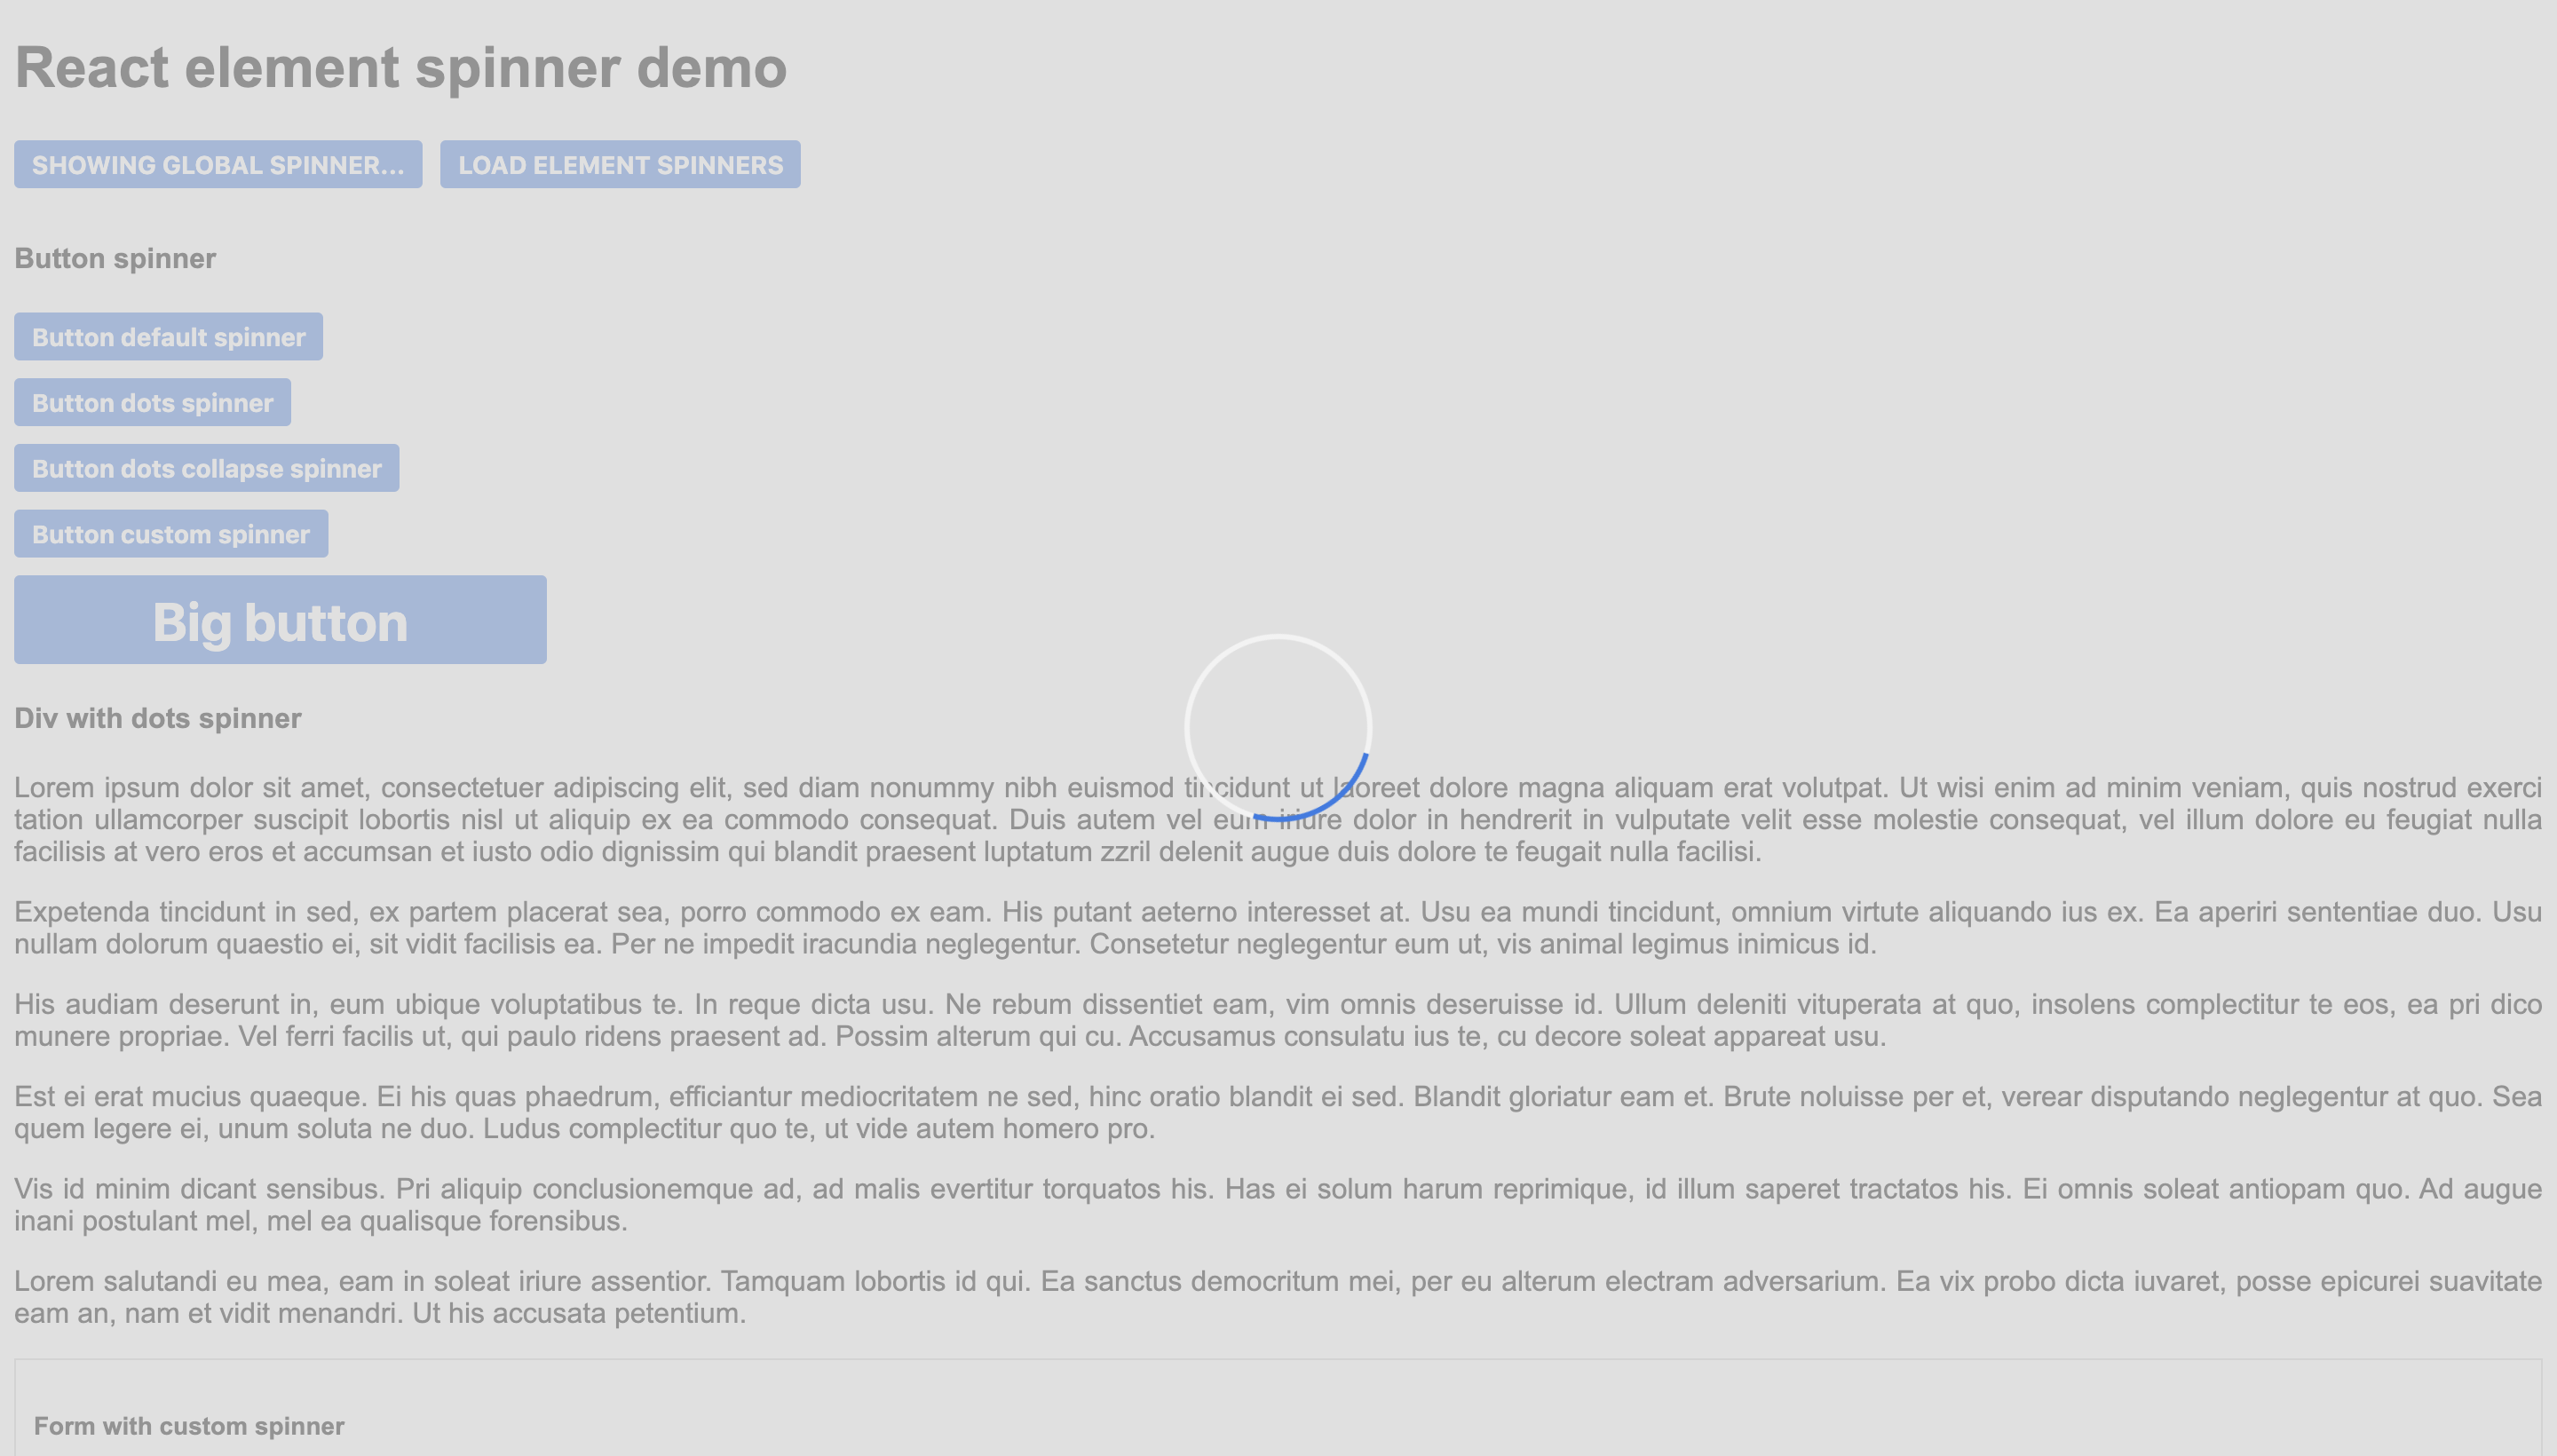 React element spinner demo
SHOWING GLOBAL SPINNER...
LOAD ELEMENT SPINNERS
Button spinner
Button default spinner
Button dots spinner
Button dots collapse spinner
Button custom spinner
Big button
Div with dots spinner
Lorem ipsum dolor sit amet, consectetuer adipiscing elit, sed diam nonummy nibh euismod tincidunt ut laoreet dolore magna aliquam erat volutpat. Ut wisi enim ad minim veniam, quis nostrud exerci
tation ullamcorper suscipit lobortis nisl ut aliquip ex ea commodo consequat. Duis autem vel eum iriure dolor in hendrerit in vulputate velit esse molestie consequat, vel illum dolore eu feugiat nulla
facilisis at vero eros et accumsan et iusto odio dignissim qui blandit praesent luptatum zzril delenit augue duis dolore te feugait nulla facilisi.
Expetenda tincidunt in sed, ex partem placerat sea, porro commodo ex eam. His putant aeterno interesset at. Usu ea mundi tincidunt, omnium virtute aliquando ius ex. Ea aperiri sententiae duo. Usu
nullam dolorum quaestio ei, sit vidit facilisis ea. Per ne impedit iracundia neglegentur. Consetetur neglegentur eum ut, vis animal legimus inimicus id.
His audiam deserunt in, eum ubique voluptatibus te. In reque dicta usu. Ne rebum dissentiet eam, vim omnis deseruisse id. Ullum deleniti vituperata at quo, insolens complectitur te eos, ea pri dico
munere propriae. Vel ferri facilis ut, qui paulo ridens praesent ad. Possim alterum qui cu. Accusamus consulatu ius te, cu decore soleat appareat usu.
Est ei erat mucius quaeque. Ei his quas phaedrum, efficiantur mediocritatem ne sed, hinc oratio blandit ei sed. Blandit gloriatur eam et. Brute noluisse per et, verear disputando neglegentur at quo. Sea
quem legere ei, unum soluta ne duo. Ludus complectitur quo te, ut vide autem homero pro.
Vis id minim dicant sensibus. Pri aliquip conclusionemque ad, ad malis evertitur torquatos his. Has ei solum harum reprimique, id illum saperet tractatos his. Ei omnis soleat antiopam quo. Ad augue
inani postulant mel, mel ea qualisque forensibus.
Lorem salutandi eu mea, eam in soleat iriure assentior. Tamquam lobortis id qui. Ea sanctus democritum mei, per eu alterum electram adversarium. Ea vix probo dicta iuvaret, posse epicurei suavitate
eam an, nam et vidit menandri. Ut his accusata petentium.
Form with custom spinner